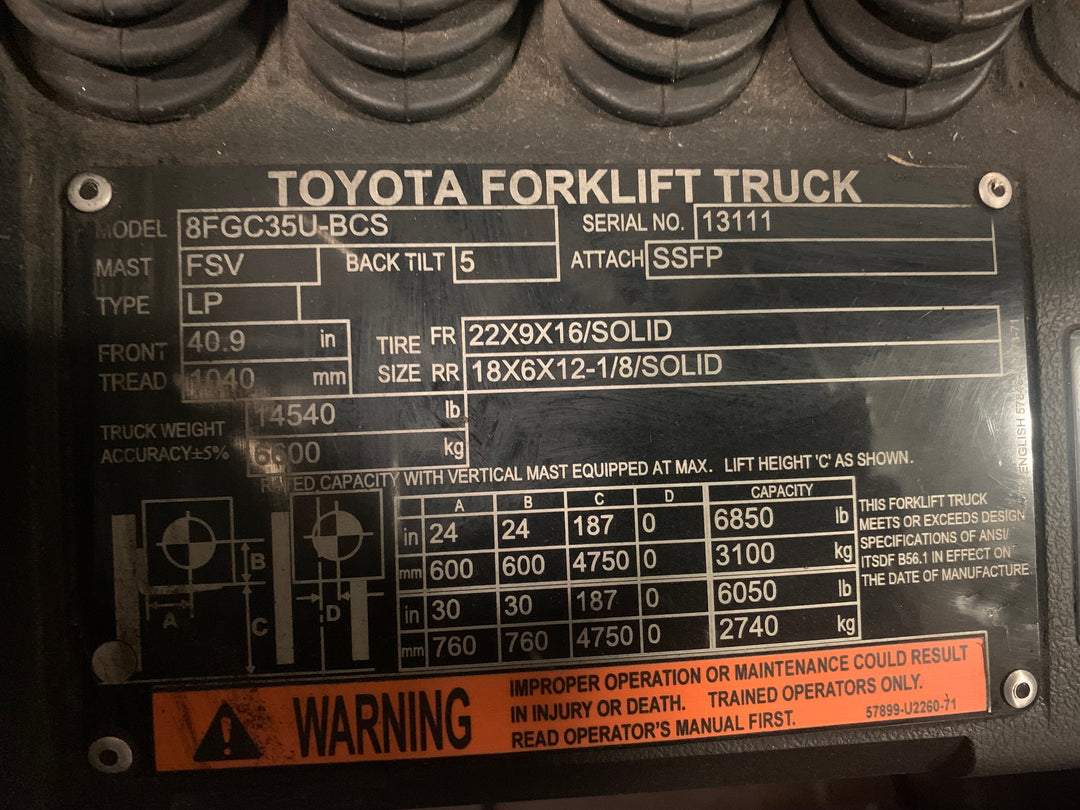 TOYOTA FORKLIFT TRUCK
MODEL 8FGC35U-BCS SERIAL NO. 13111
MAST FSV BACK TILT 5 ATTACH SSFP
TYPE LP
FRONT TREAD 40.9 in
1040 mm
TIRE SIZE FR 22X9X16/SOLID
RR 18X6X12-1/8/SOLID
TRUCK WEIGHT 14540 lb
ACCURACY±5% 6600 kg
RATED CAPACITY WITH VERTICAL MAST EQUIPPED AT MAX. LIFT HEIGHT 'C' AS SHOWN.
A B C D CAPACITY
in 24 24 187 0 6850 lb
mm 600 600 4750 0 3100 kg
in 30 30 187 0 6050 lb
mm 760 760 4750 0 2740 kg
B
A
C
D
THIS FORKLIFT TRUCK
MEETS OR EXCEEDS DESIGN
SPECIFICATIONS OF ANSI/
ITSDF B56.1 IN EFFECT ON
THE DATE OF MANUFACTURE
ENGLISH
WARNING
IMPROPER OPERATION OR MAINTENANCE COULD RESULT
IN INJURY OR DEATH. TRAINED OPERATORS ONLY.
READ OPERATOR'S MANUAL FIRST.
57899-U2260-71